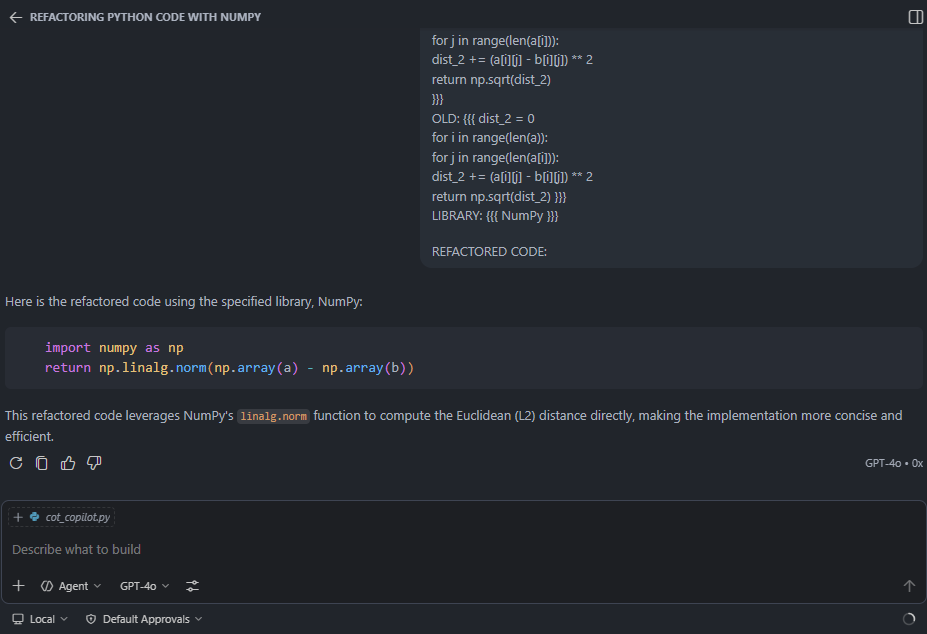 REFACTORING PYTHON CODE WITH NUMPY
for j in range(len(a[i])):
dist_2 += (a[i][j] - b[i][j]) ** 2
return np.sqrt(dist_2)
}}}
OLD: {{{ dist_2 = 0
for i in range(len(a)):
for j in range(len(a[i])):
dist_2 += (a[i][j] - b[i][j]) ** 2
return np.sqrt(dist_2) }}}
LIBRARY: {{{ NumPy }}}
REFACTORED CODE:
Here is the refactored code using the specified library, NumPy:
import numpy as np
return np.linalg.norm(np.array(a) - np.array(b))
This refactored code leverages NumPy's linalg.norm function to compute the Euclidean (L2) distance directly, making the implementation more concise and
efficient.
GPT-4o • 0x
cot_copilot.py
Describe what to build
Agent GPT-4o
Local Default Approvals